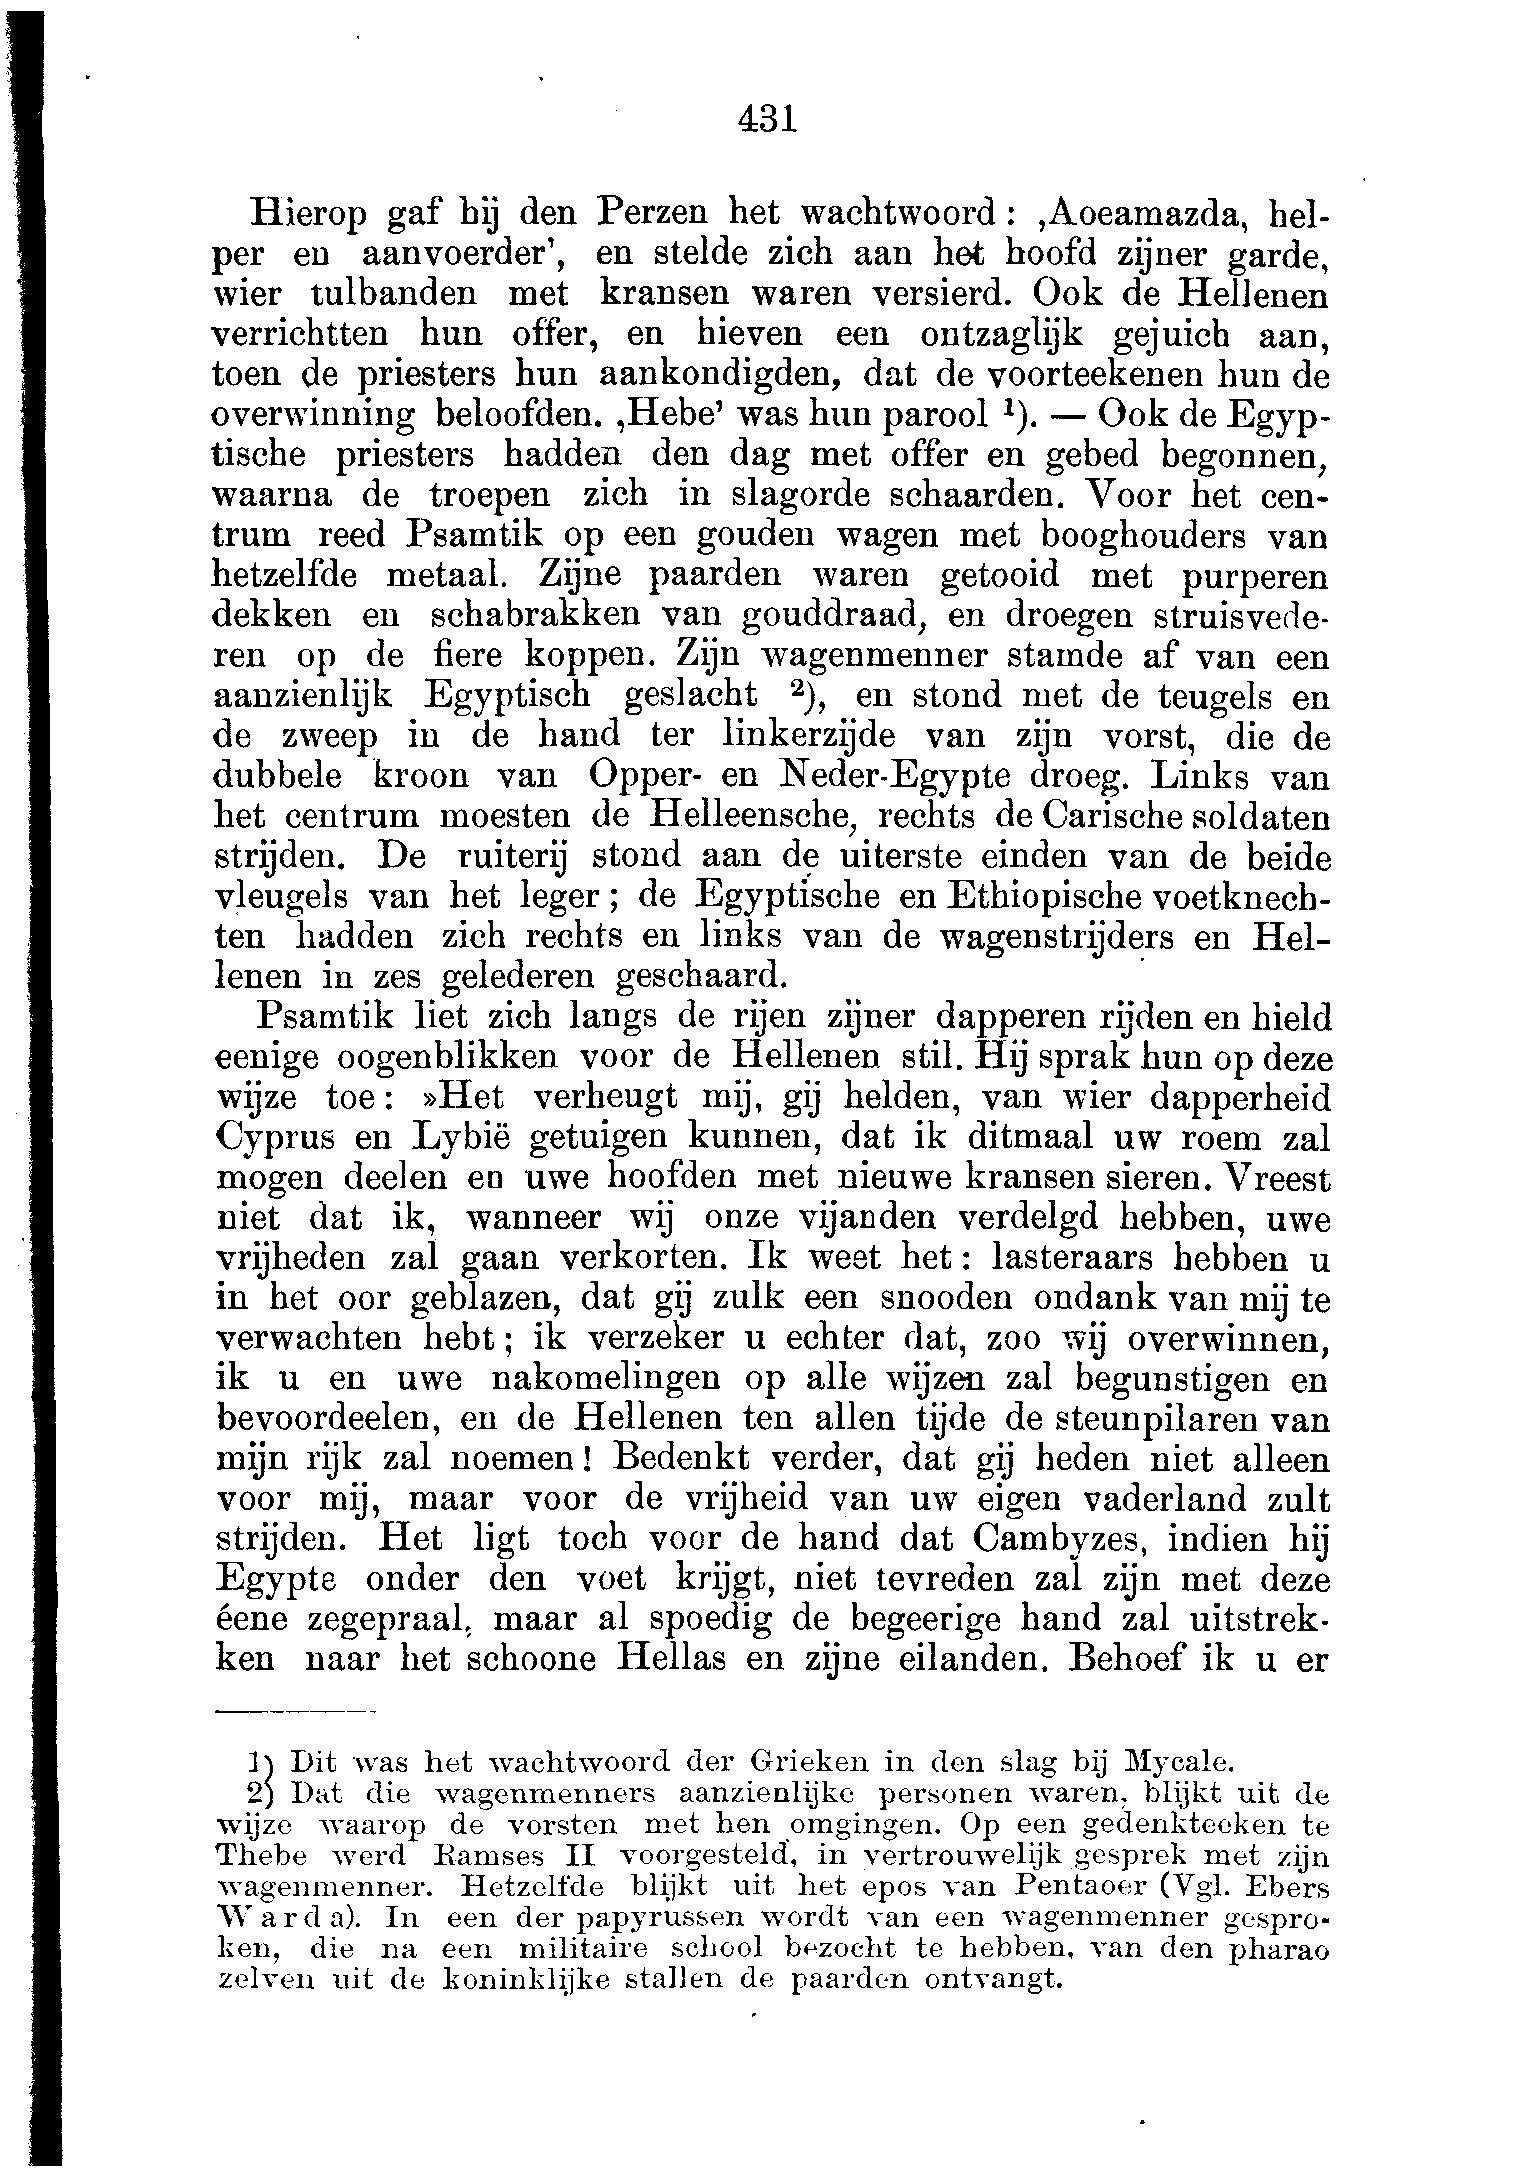 431
Hierop gaf hij den Perzen het wachtwoord : ‚Aoeamazda, hel-
per en aanvoerder’, en stelde zich aan het hoofd zijner garde,
wier tulbanden met kransen waren versierd. Ook de Hellenen
verrichtten hun offer, en hieven een ontzaglijk gejuich aan,
toen de priesters hun aankondigden, dat de voorteekenen hun de
overwinning beloofden. ‚Hebe’ was hun parool ¹). — Ook de Egyp-
tische priesters hadden den dag met offer en gebed begonnen,
waarna de troepen zich in slagorde schaarden. Voor het cen-
trum reed Psamtik op een gouden wagen met booghouders van
hetzelfde metaal. Zijne paarden waren getooid met purperen
dekken en schabrakken van gouddraad, en droegen struisvede-
ren op de fiere koppen. Zijn wagenmenner stamde af van een
aanzienlijk Egyptisch geslacht ²), en stond met de teugels en
de zweep in de hand ter linkerzijde van zijn vorst, die de
dubbele kroon van Opper- en Neder-Egypte droeg. Links van
het centrum moesten de Helleensche, rechts de Carische soldaten
strijden. De ruiterij stond aan de uiterste einden van de beide
vleugels van het leger ; de Egyptische en Ethiopische voetknech-
ten hadden zich rechts en links van de wagenstrijders en Hel-
lenen in zes gelederen geschaard.
Psamtik liet zich langs de rijen zijner dapperen rijden en hield
eenige oogenblikken voor de Hellenen stil. Hij sprak hun op deze
wijze toe : »Het verheugt mij, gij helden, van wier dapperheid
Cyprus en Lybië getuigen kunnen, dat ik ditmaal uw roem zal
mogen deelen en uwe hoofden met nieuwe kransen sieren. Vreest
niet dat ik, wanneer wij onze vijanden verdelgd hebben, uwe
vrijheden zal gaan verkorten. Ik weet het : lasteraars hebben u
in het oor geblazen, dat gij zulk een snooden ondank van mij te
verwachten hebt ; ik verzeker u echter dat, zoo wij overwinnen,
ik u en uwe nakomelingen op alle wijzen zal begunstigen en
bevoordeelen, en de Hellenen ten allen tijde de steunpilaren van
mijn rijk zal noemen ! Bedenkt verder, dat gij heden niet alleen
voor mij, maar voor de vrijheid van uw eigen vaderland zult
strijden. Het ligt toch voor de hand dat Cambyzes, indien hij
Egypte onder den voet krijgt, niet tevreden zal zijn met deze
éene zegepraal, maar al spoedig de begeerige hand zal uitstrek-
ken naar het schoone Hellas en zijne eilanden. Behoef ik u er
1) Dit was het wachtwoord der Grieken in den slag bij Mycale.
2) Dat die wagenmenners aanzienlijke personen waren, blijkt uit de
wijze waarop de vorsten met hen omgingen. Op een gedenkteeken te
Thebe werd Ramses II voorgesteld, in vertrouwelijk gesprek met zijn
wagenmenner. Hetzelfde blijkt uit het epos van Pentaoer (Vgl. Ebers
Warda). In een der papyrussen wordt van een wagenmenner gespro-
ken, die na een militaire school bezocht te hebben, van den pharao
zelven uit de koninklijke stallen de paarden ontvangt.